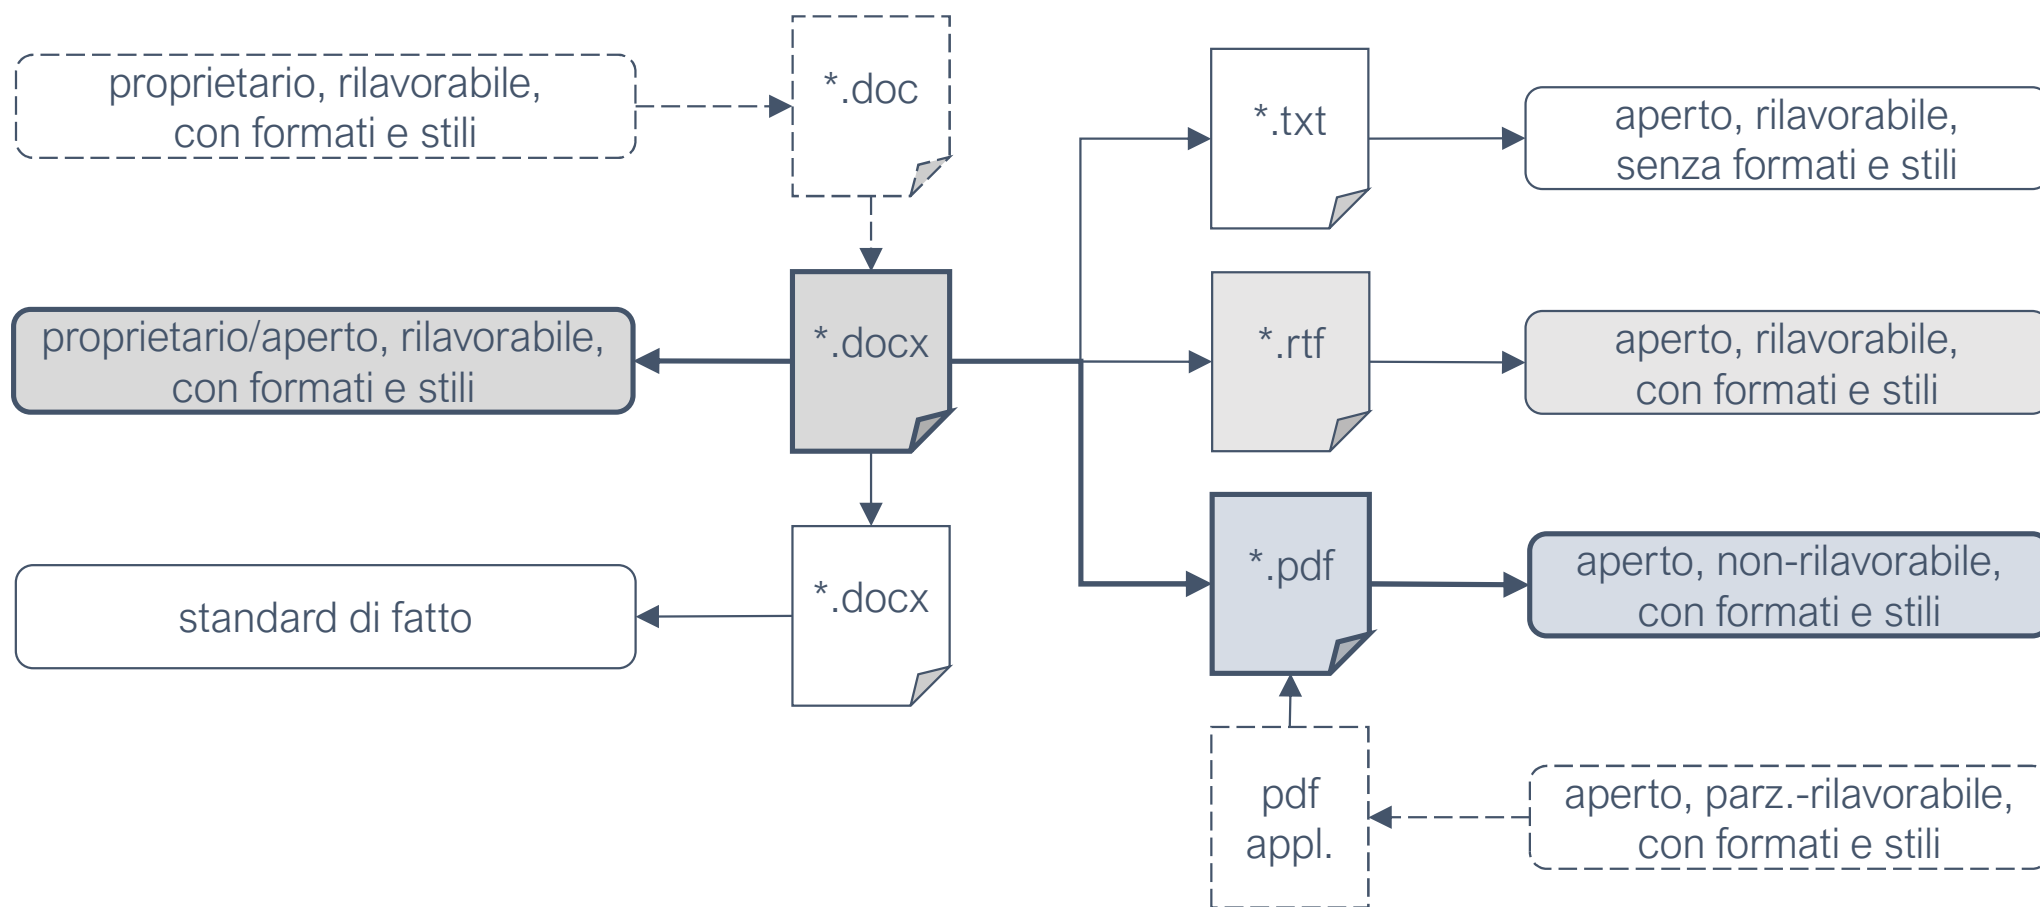 proprietario, rilavorabile,
con formati e stili
*.doc
*.txt
aperto, rilavorabile,
senza formati e stili
proprietario/aperto, rilavorabile,
con formati e stili
*.docx
*.rtf
aperto, rilavorabile,
con formati e stili
standard di fatto
*.docx
*.pdf
aperto, non-rilavorabile,
con formati e stili
pdf
appl.
aperto, parz.-rilavorabile,
con formati e stili